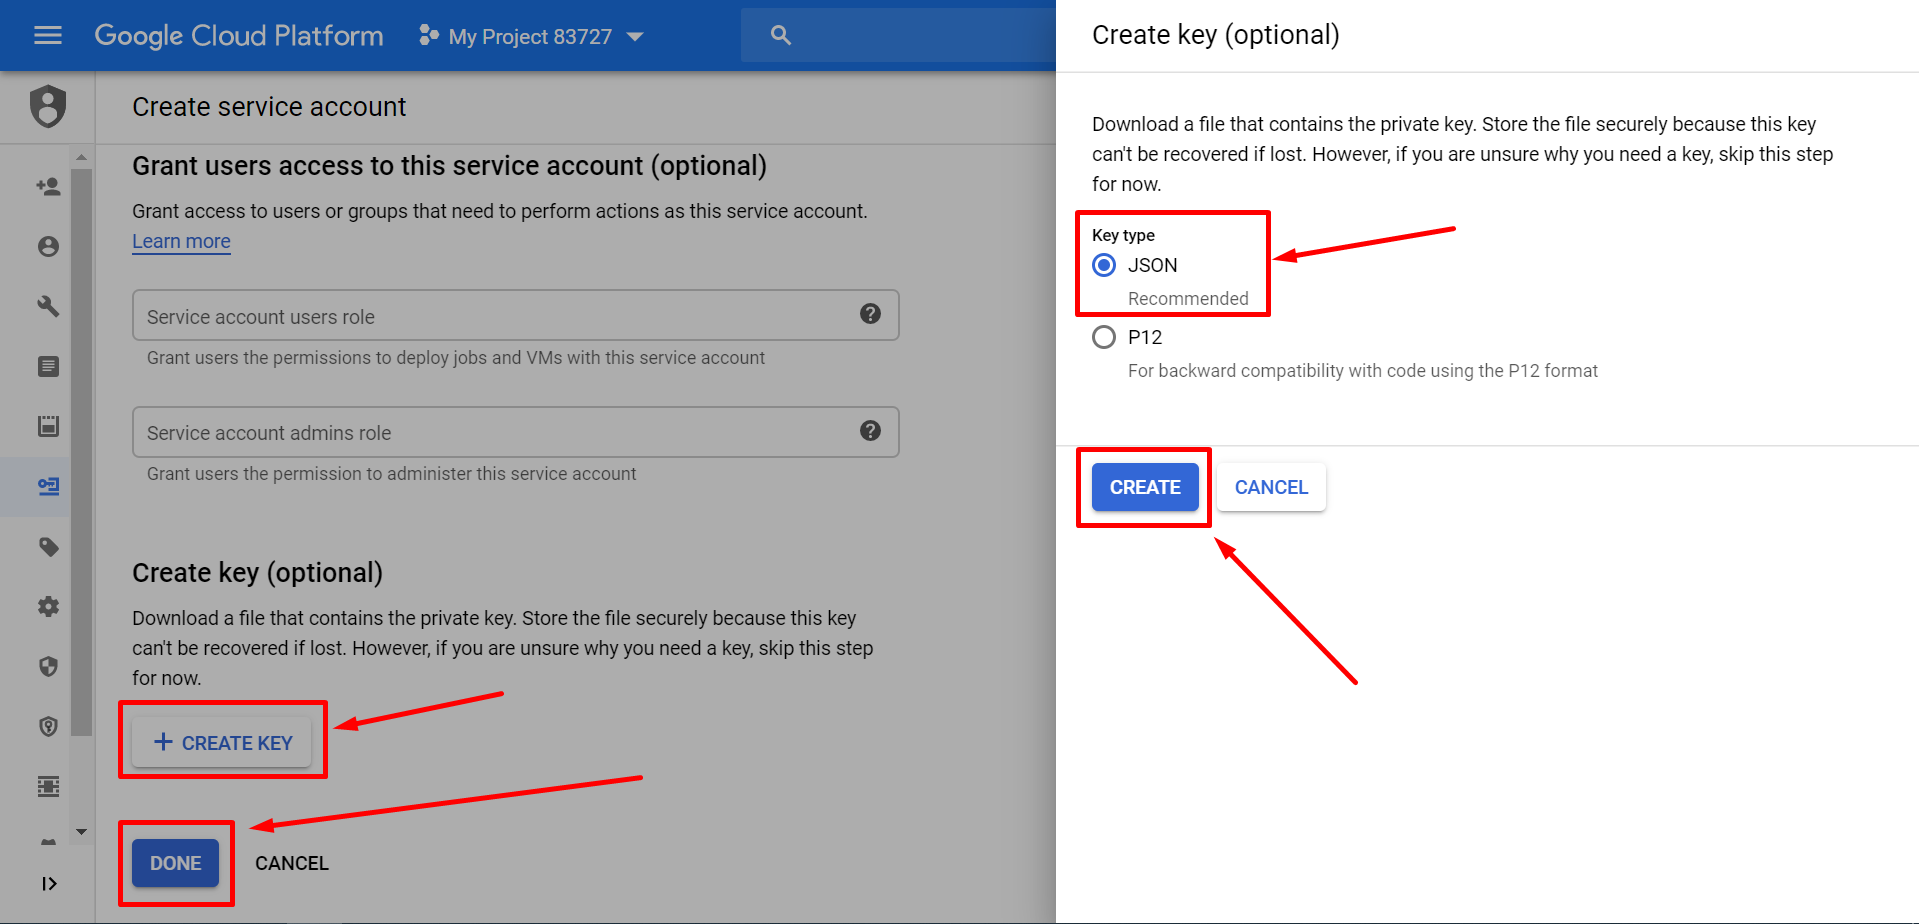 Google Cloud Platform
My Project 83727
Create service account
Grant users access to this service account (optional)
Grant access to users or groups that need to perform actions as this service account.
Learn more
Service account users role
Grant users the permissions to deploy jobs and VMs with this service account
Service account admins role
Grant users the permission to administer this service account
Create key (optional)
Download a file that contains the private key. Store the file securely because this key
can't be recovered if lost. However, if you are unsure why you need a key, skip this step
for now.
+ CREATE KEY
DONE
CANCEL
Create key (optional)
Download a file that contains the private key. Store the file securely because this key
can't be recovered if lost. However, if you are unsure why you need a key, skip this step
for now.
Key type
JSON
Recommended
P12
For backward compatibility with code using the P12 format
CREATE
CANCEL